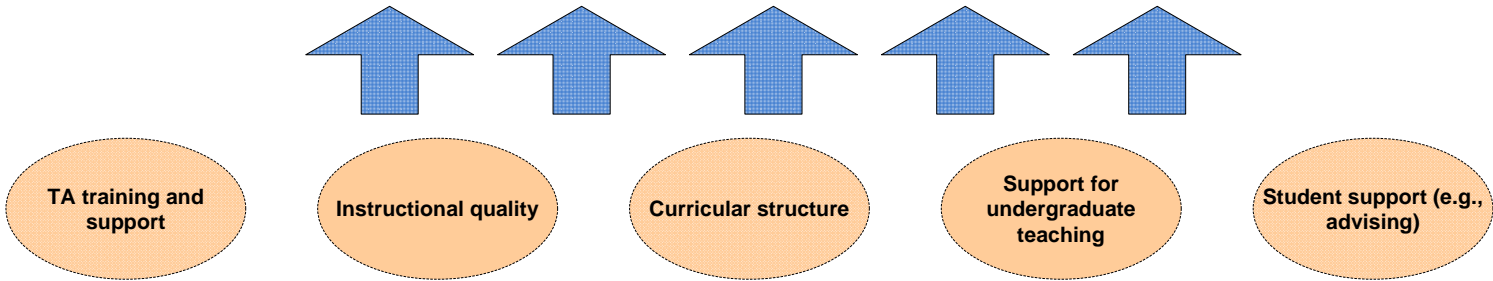 TA training and
support
Instructional quality
Curricular structure
Support for
undergraduate
teaching
Student support (e.g.,
advising)